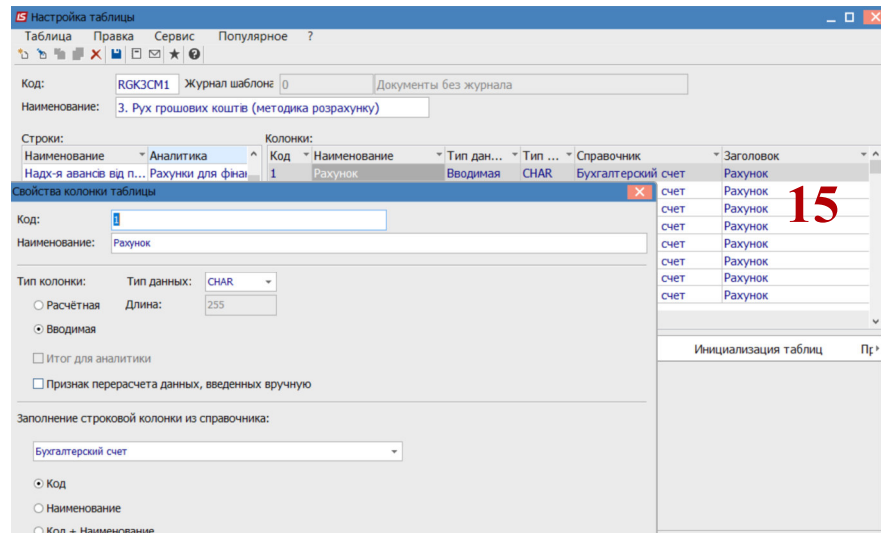 Настройка таблицы
Таблица Правка Сервис Популярное ?
Код: RGK3CM1 Журнал шаблона 0 Документы без журнала
Наименование: 3. Рух грошових коштів (методика розрахунку)
Строки: Колонки:
Наименование Аналитика Код Наименование Тип дан... Тип ... Справочник Заголовок
Надх-я авансів від п... Рахунки для фінан 1 Рахунок Вводимая CHAR Бухгалтерский счет Рахунок
Свойства колонки таблицы счет Рахунок
15
Код: 1 счет Рахунок
счет Рахунок
Наименование: Рахунок счет Рахунок
счет Рахунок
Тип колонки: Тип данных: CHAR счет Рахунок
счет Рахунок
Расчётная Длина: 255
Вводимая
Инициализация таблиц Пр
Итог для аналитики
Признак перерасчета данных, введенных вручную
Заполнение строковой колонки из справочника:
Бухгалтерский счет
Код
Наименование
Код + Наименование